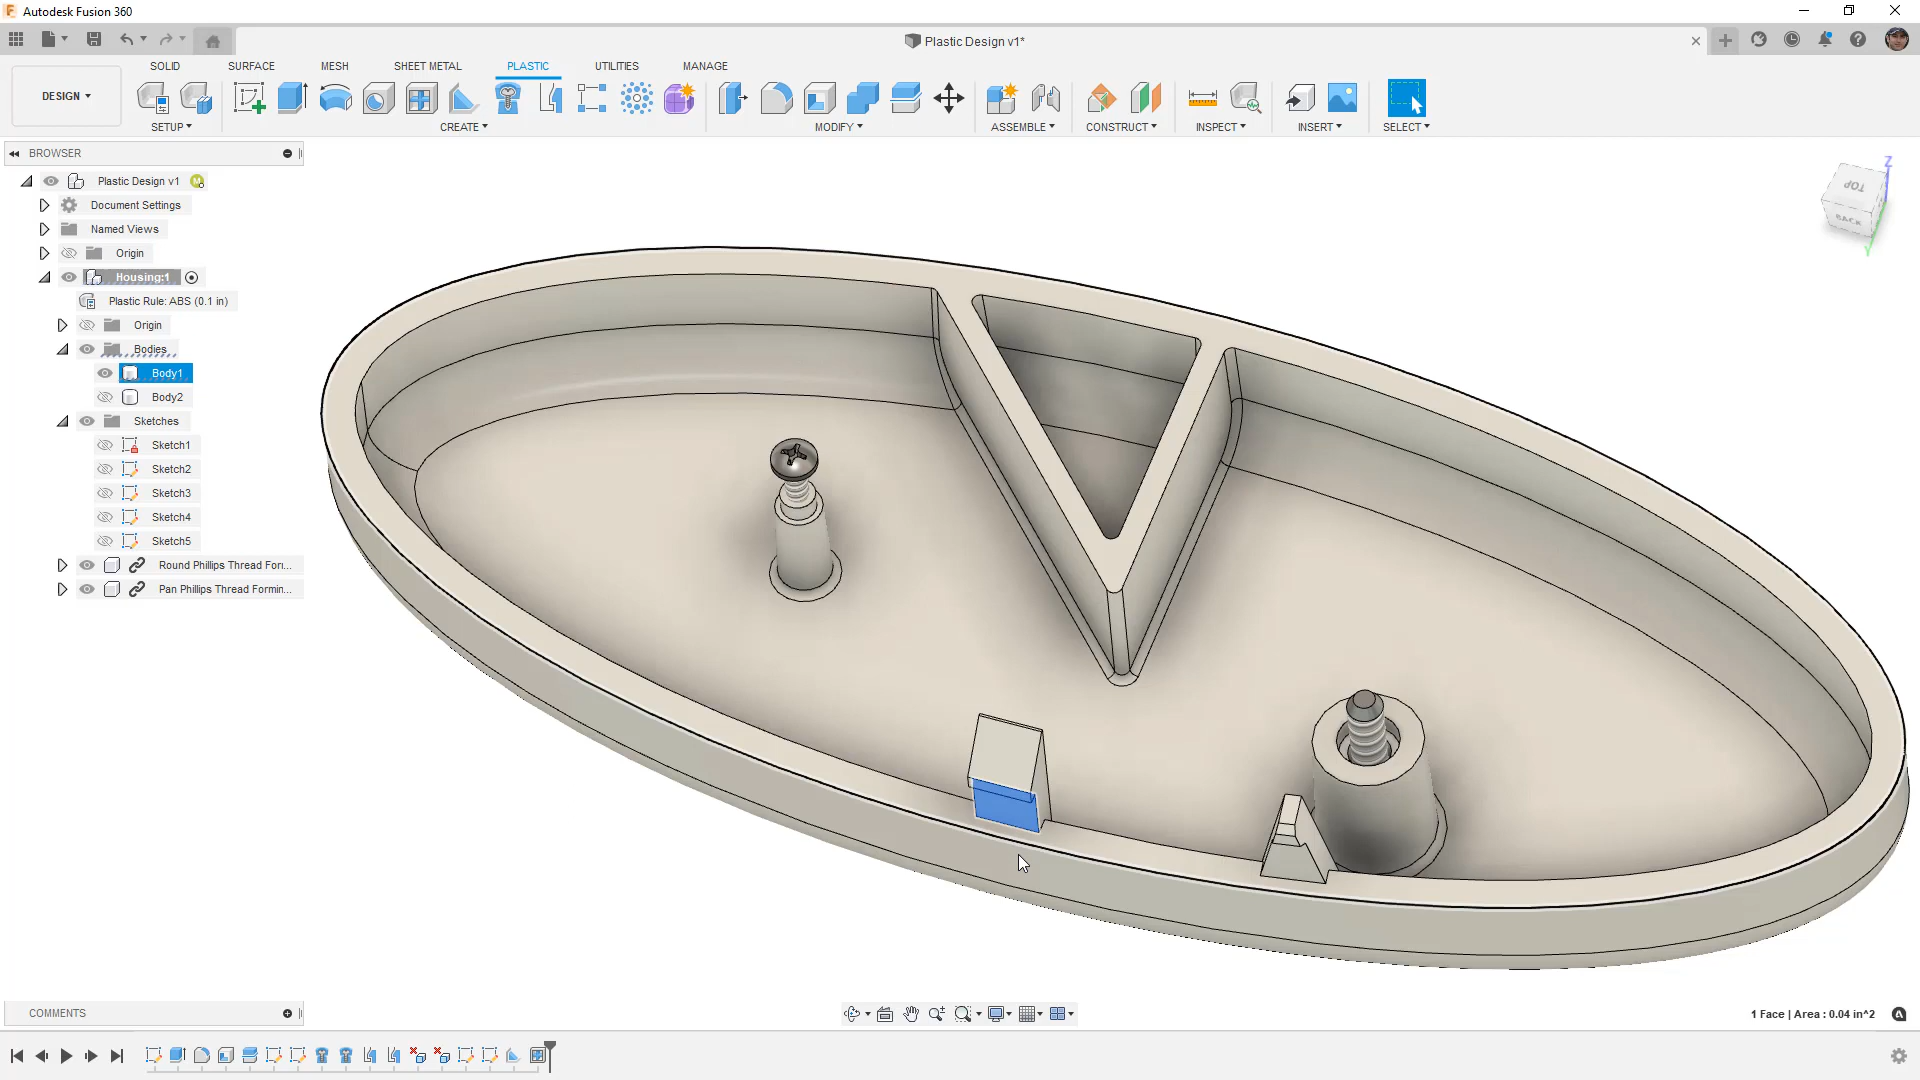 Autodesk Fusion 360
Plastic Design v1*
SOLID SURFACE MESH SHEET METAL PLASTIC UTILITIES MANAGE
DESIGN
SETUP CREATE MODIFY ASSEMBLE CONSTRUCT INSPECT INSERT SELECT
BROWSER
Plastic Design v1
M
Document Settings
Named Views
Origin
Housing:1
Plastic Rule: ABS (0.1 in)
Origin
Bodies
Body1
Body2
Sketches
Sketch1
Sketch2
Sketch3
Sketch4
Sketch5
Round Phillips Thread Forr...
Pan Phillips Thread Formin...
Z
TOP
BACK
Y
COMMENTS
1 Face | Area : 0.04 in^2